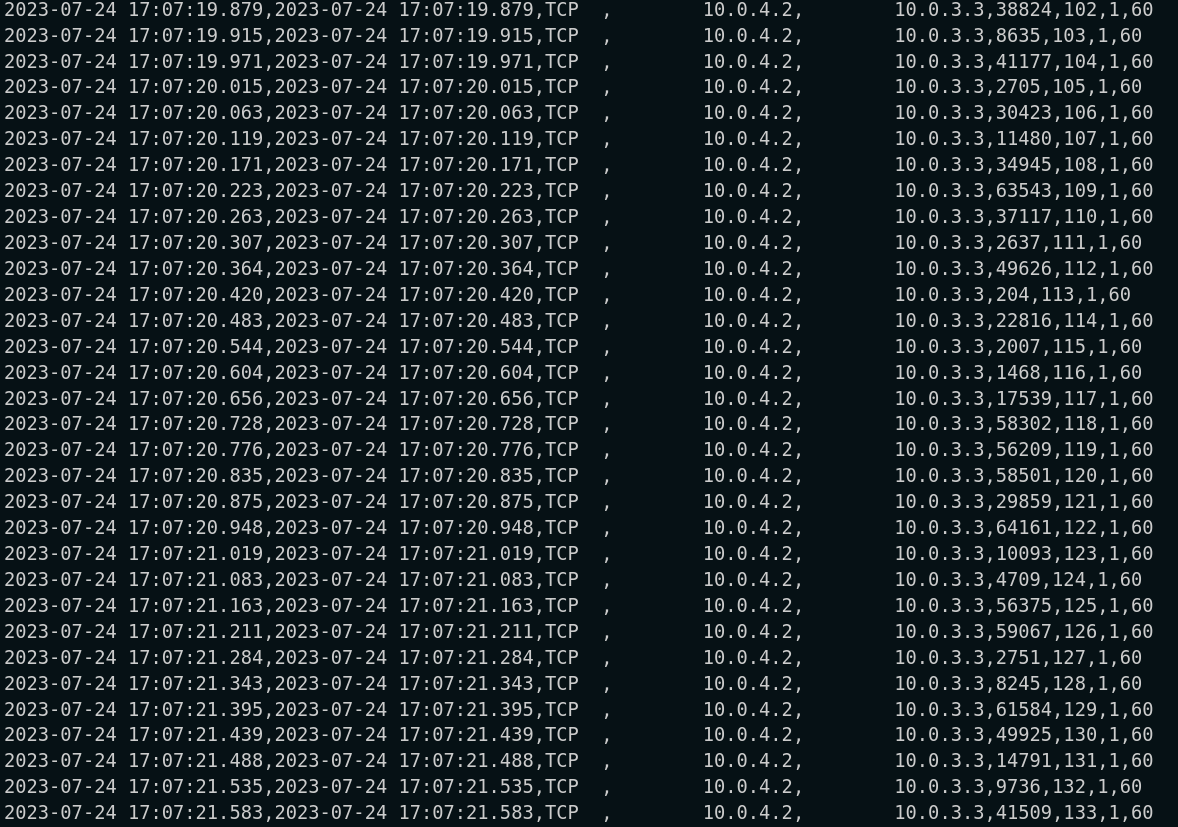 2023-07-24 17:07:19.879,2023-07-24 17:07:19.879,TCP  ,        10.0.4.2,        10.0.3.3,38824,102,1,60
2023-07-24 17:07:19.915,2023-07-24 17:07:19.915,TCP  ,        10.0.4.2,        10.0.3.3,8635,103,1,60
2023-07-24 17:07:19.971,2023-07-24 17:07:19.971,TCP  ,        10.0.4.2,        10.0.3.3,41177,104,1,60
2023-07-24 17:07:20.015,2023-07-24 17:07:20.015,TCP  ,        10.0.4.2,        10.0.3.3,2705,105,1,60
2023-07-24 17:07:20.063,2023-07-24 17:07:20.063,TCP  ,        10.0.4.2,        10.0.3.3,30423,106,1,60
2023-07-24 17:07:20.119,2023-07-24 17:07:20.119,TCP  ,        10.0.4.2,        10.0.3.3,11480,107,1,60
2023-07-24 17:07:20.171,2023-07-24 17:07:20.171,TCP  ,        10.0.4.2,        10.0.3.3,34945,108,1,60
2023-07-24 17:07:20.223,2023-07-24 17:07:20.223,TCP  ,        10.0.4.2,        10.0.3.3,63543,109,1,60
2023-07-24 17:07:20.263,2023-07-24 17:07:20.263,TCP  ,        10.0.4.2,        10.0.3.3,37117,110,1,60
2023-07-24 17:07:20.307,2023-07-24 17:07:20.307,TCP  ,        10.0.4.2,        10.0.3.3,2637,111,1,60
2023-07-24 17:07:20.364,2023-07-24 17:07:20.364,TCP  ,        10.0.4.2,        10.0.3.3,49626,112,1,60
2023-07-24 17:07:20.420,2023-07-24 17:07:20.420,TCP  ,        10.0.4.2,        10.0.3.3,204,113,1,60
2023-07-24 17:07:20.483,2023-07-24 17:07:20.483,TCP  ,        10.0.4.2,        10.0.3.3,22816,114,1,60
2023-07-24 17:07:20.544,2023-07-24 17:07:20.544,TCP  ,        10.0.4.2,        10.0.3.3,2007,115,1,60
2023-07-24 17:07:20.604,2023-07-24 17:07:20.604,TCP  ,        10.0.4.2,        10.0.3.3,1468,116,1,60
2023-07-24 17:07:20.656,2023-07-24 17:07:20.656,TCP  ,        10.0.4.2,        10.0.3.3,17539,117,1,60
2023-07-24 17:07:20.728,2023-07-24 17:07:20.728,TCP  ,        10.0.4.2,        10.0.3.3,58302,118,1,60
2023-07-24 17:07:20.776,2023-07-24 17:07:20.776,TCP  ,        10.0.4.2,        10.0.3.3,56209,119,1,60
2023-07-24 17:07:20.835,2023-07-24 17:07:20.835,TCP  ,        10.0.4.2,        10.0.3.3,58501,120,1,60
2023-07-24 17:07:20.875,2023-07-24 17:07:20.875,TCP  ,        10.0.4.2,        10.0.3.3,29859,121,1,60
2023-07-24 17:07:20.948,2023-07-24 17:07:20.948,TCP  ,        10.0.4.2,        10.0.3.3,64161,122,1,60
2023-07-24 17:07:21.019,2023-07-24 17:07:21.019,TCP  ,        10.0.4.2,        10.0.3.3,10093,123,1,60
2023-07-24 17:07:21.083,2023-07-24 17:07:21.083,TCP  ,        10.0.4.2,        10.0.3.3,4709,124,1,60
2023-07-24 17:07:21.163,2023-07-24 17:07:21.163,TCP  ,        10.0.4.2,        10.0.3.3,56375,125,1,60
2023-07-24 17:07:21.211,2023-07-24 17:07:21.211,TCP  ,        10.0.4.2,        10.0.3.3,59067,126,1,60
2023-07-24 17:07:21.284,2023-07-24 17:07:21.284,TCP  ,        10.0.4.2,        10.0.3.3,2751,127,1,60
2023-07-24 17:07:21.343,2023-07-24 17:07:21.343,TCP  ,        10.0.4.2,        10.0.3.3,8245,128,1,60
2023-07-24 17:07:21.395,2023-07-24 17:07:21.395,TCP  ,        10.0.4.2,        10.0.3.3,61584,129,1,60
2023-07-24 17:07:21.439,2023-07-24 17:07:21.439,TCP  ,        10.0.4.2,        10.0.3.3,49925,130,1,60
2023-07-24 17:07:21.488,2023-07-24 17:07:21.488,TCP  ,        10.0.4.2,        10.0.3.3,14791,131,1,60
2023-07-24 17:07:21.535,2023-07-24 17:07:21.535,TCP  ,        10.0.4.2,        10.0.3.3,9736,132,1,60
2023-07-24 17:07:21.583,2023-07-24 17:07:21.583,TCP  ,        10.0.4.2,        10.0.3.3,41509,133,1,60